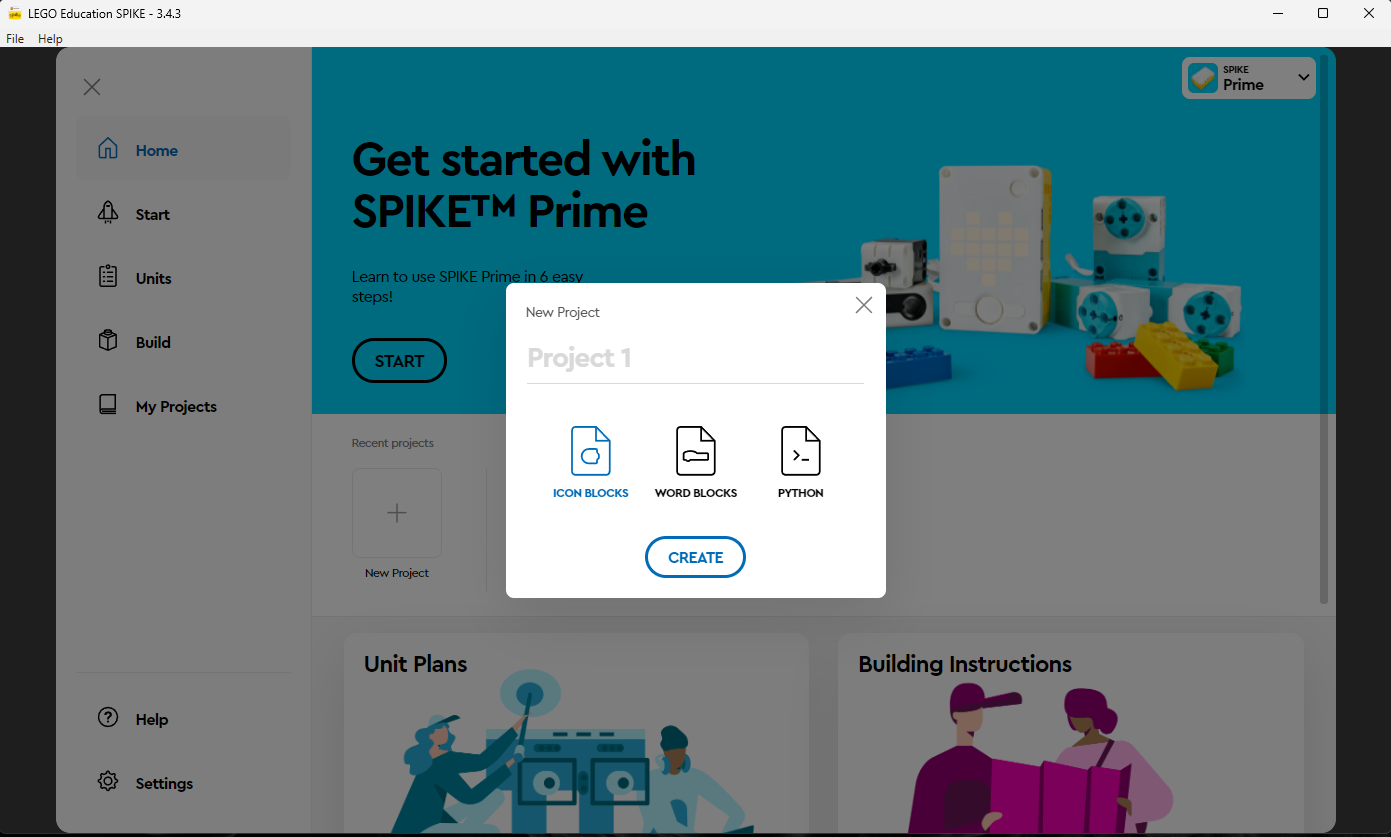 LEGO Education SPIKE - 3.4.3
File Help
Home
Start
Units
Build
My Projects
Help
Settings
SPIKE
Prime
Get started with
SPIKE™ Prime
Learn to use SPIKE Prime in 6 easy
steps!
START
Recent projects
New Project
New Project
Project 1
ICON BLOCKS
WORD BLOCKS
PYTHON
CREATE
Unit Plans
Building Instructions